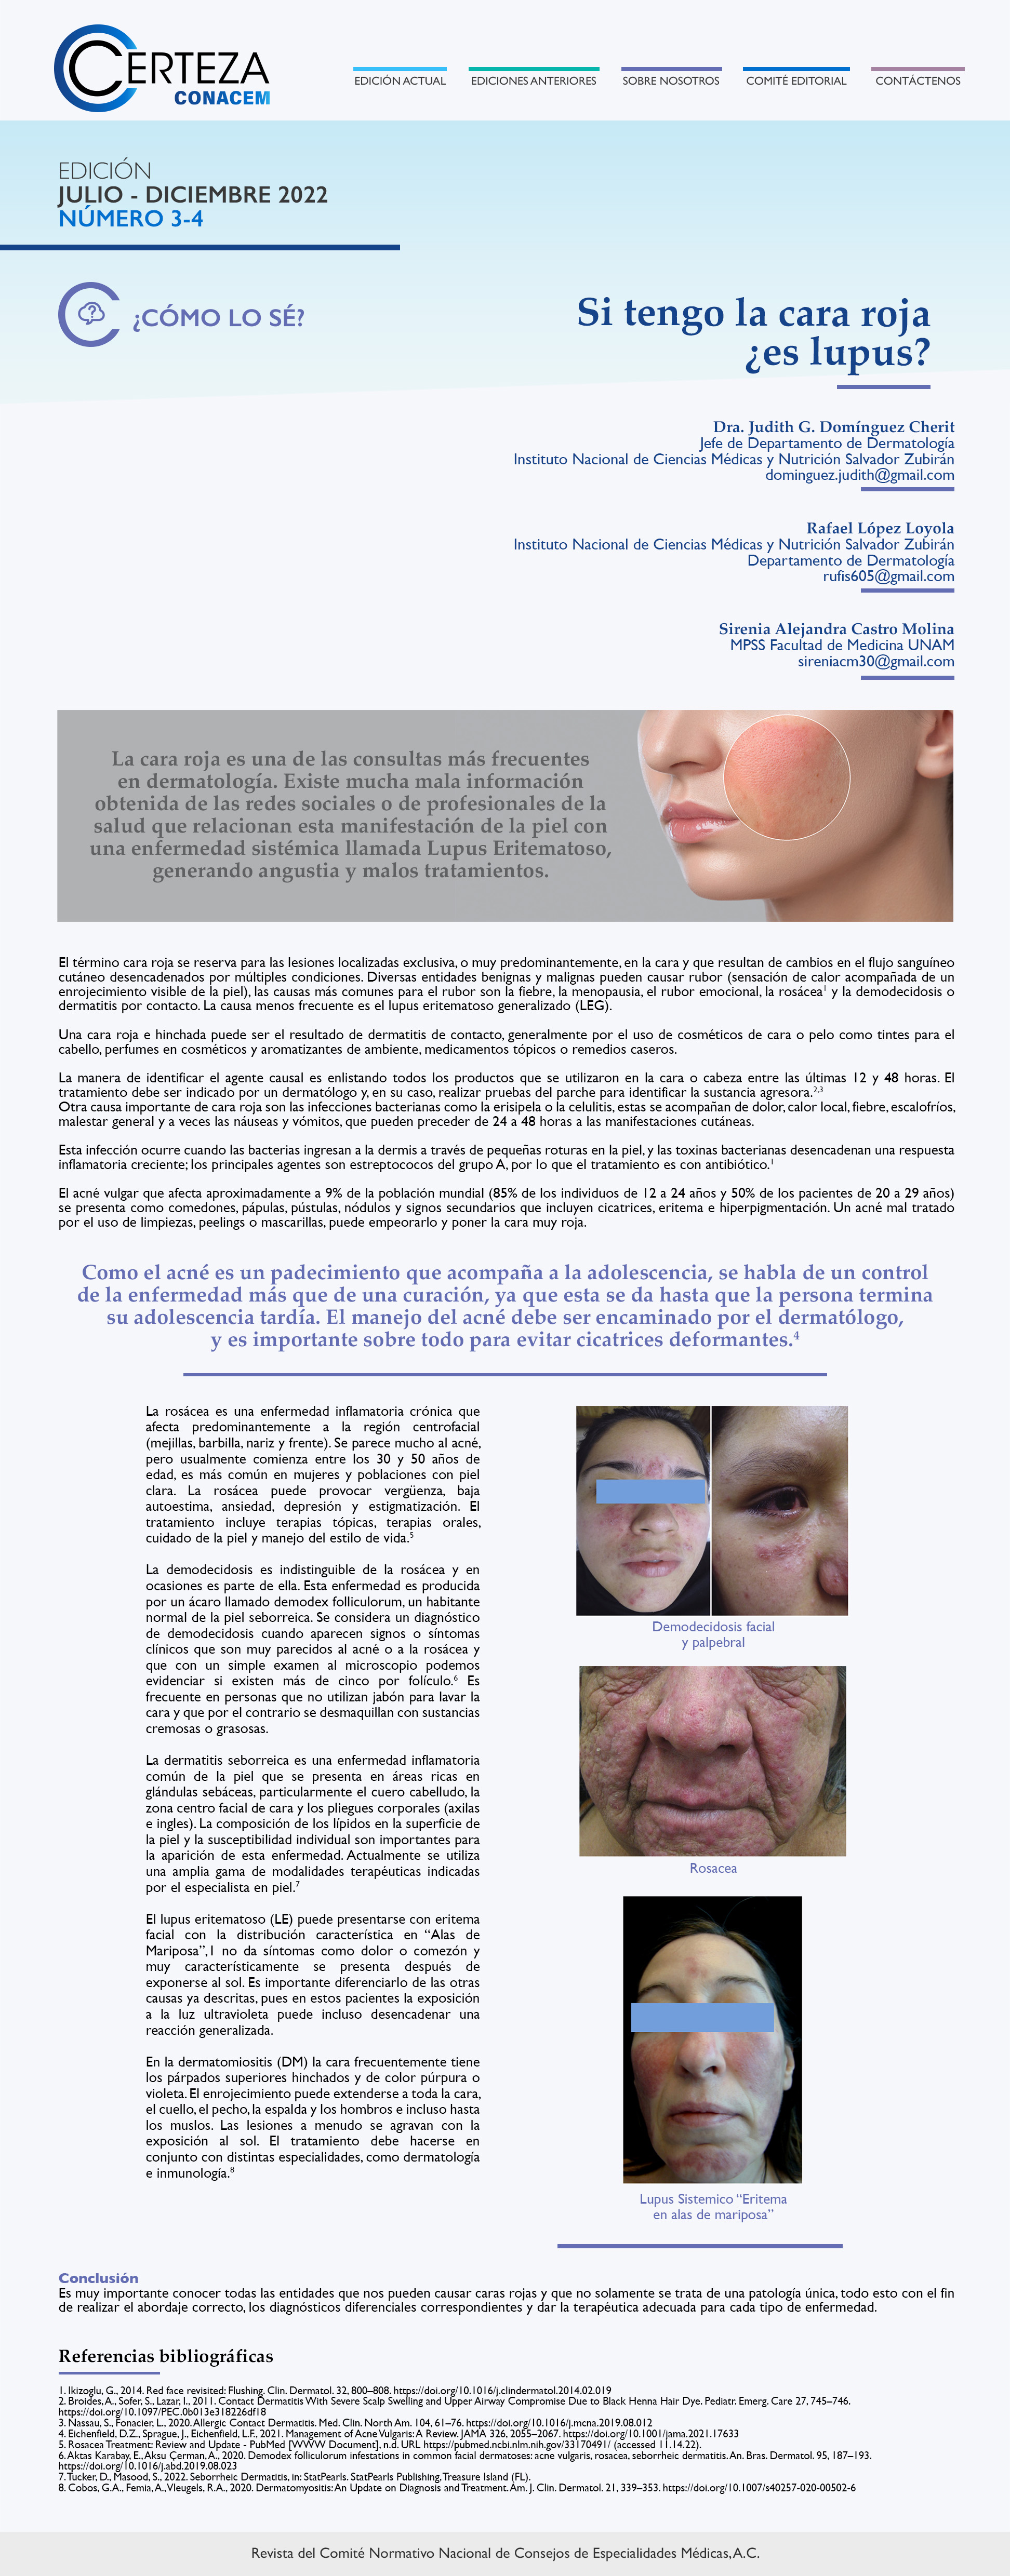 CERTEZA
CONACEM
EDICIÓN ACTUAL
EDICIONES ANTERIORES
SOBRE NOSOTROS
COMITÉ EDITORIAL
CONTÁCTENOS
EDICIÓN
JULIO - DICIEMBRE 2022
NÚMERO 3-4
¿CÓMO LO SÉ?
Si tengo la cara roja
¿es lupus?
Dra. Judith G. Domínguez Cherit
Jefe de Departamento de Dermatología
Instituto Nacional de Ciencias Médicas y Nutrición Salvador Zubirán
dominguez.judith@gmail.com
Rafael López Loyola
Instituto Nacional de Ciencias Médicas y Nutrición Salvador Zubirán
Departamento de Dermatología
rufis605@gmail.com
Sirenia Alejandra Castro Molina
MPSS Facultad de Medicina UNAM
sireniacm30@gmail.com
La cara roja es una de las consultas más frecuentes
en dermatología. Existe mucha mala información
obtenida de las redes sociales o de profesionales de la
salud que relacionan esta manifestación de la piel con
una enfermedad sistémica llamada Lupus Eritematoso,
generando angustia y malos tratamientos.
El término cara roja se reserva para las lesiones localizadas exclusiva, o muy predominantemente, en la cara y que resultan de cambios en el flujo sanguíneo
cutáneo desencadenados por múltiples condiciones. Diversas entidades benignas y malignas pueden causar rubor (sensación de calor acompañada de un
enrojecimiento visible de la piel), las causas más comunes para el rubor son la fiebre, la menopausia, el rubor emocional, la rosácea1 y la demodecidosis o
dermatitis por contacto. La causa menos frecuente es el lupus eritematoso generalizado (LEG).
Una cara roja e hinchada puede ser el resultado de dermatitis de contacto, generalmente por el uso de cosméticos de cara o pelo como tintes para el
cabello, perfumes en cosméticos y aromatizantes de ambiente, medicamentos tópicos o remedios caseros.
La manera de identificar el agente causal es enlistando todos los productos que se utilizaron en la cara o cabeza entre las últimas 12 y 48 horas. El
tratamiento debe ser indicado por un dermatólogo y, en su caso, realizar pruebas del parche para identificar la sustancia agresora.2,3
Otra causa importante de cara roja son las infecciones bacterianas como la erisipela o la celulitis, estas se acompañan de dolor, calor local, fiebre, escalofríos,
malestar general y a veces las náuseas y vómitos, que pueden preceder de 24 a 48 horas a las manifestaciones cutáneas.
Esta infección ocurre cuando las bacterias ingresan a la dermis a través de pequeñas roturas en la piel, y las toxinas bacterianas desencadenan una respuesta
inflamatoria creciente; los principales agentes son estreptococos del grupo A, por lo que el tratamiento es con antibiótico.1
El acné vulgar que afecta aproximadamente a 9% de la población mundial (85% de los individuos de 12 a 24 años y 50% de los pacientes de 20 a 29 años)
se presenta como comedones, pápulas, pústulas, nódulos y signos secundarios que incluyen cicatrices, eritema e hiperpigmentación. Un acné mal tratado
por el uso de limpiezas, peelings o mascarillas, puede empeorarlo y poner la cara muy roja.
Como el acné es un padecimiento que acompaña a la adolescencia, se habla de un control
de la enfermedad más que de una curación, ya que esta se da hasta que la persona termina
su adolescencia tardía. El manejo del acné debe ser encaminado por el dermatólogo,
y es importante sobre todo para evitar cicatrices deformantes.4
La rosácea es una enfermedad inflamatoria crónica que
afecta predominantemente a la región centrofacial
(mejillas, barbilla, nariz y frente). Se parece mucho al acné,
pero usualmente comienza entre los 30 y 50 años de
edad, es más común en mujeres y poblaciones con piel
clara. La rosácea puede provocar vergüenza, baja
autoestima, ansiedad, depresión y estigmatización. El
tratamiento incluye terapias tópicas, terapias orales,
cuidado de la piel y manejo del estilo de vida.5
La demodecidosis es indistinguible de la rosácea y en
ocasiones es parte de ella. Esta enfermedad es producida
por un ácaro llamado demodex folliculorum, un habitante
normal de la piel seborreica. Se considera un diagnóstico
de demodecidosis cuando aparecen signos o síntomas
clínicos que son muy parecidos al acné o a la rosácea y
que con un simple examen al microscopio podemos
evidenciar si existen más de cinco por folículo.6 Es
frecuente en personas que no utilizan jabón para lavar la
cara y que por el contrario se desmaquillan con sustancias
cremosas o grasosas.
La dermatitis seborreica es una enfermedad inflamatoria
común de la piel que se presenta en áreas ricas en
glándulas sebáceas, particularmente el cuero cabelludo, la
zona centro facial de cara y los pliegues corporales (axilas
e ingles). La composición de los lípidos en la superficie de
la piel y la susceptibilidad individual son importantes para
la aparición de esta enfermedad. Actualmente se utiliza
una amplia gama de modalidades terapéuticas indicadas
por el especialista en piel.7
El lupus eritematoso (LE) puede presentarse con eritema
facial con la distribución característica en “Alas de
Mariposa”,1 no da síntomas como dolor o comezón y
muy característicamente se presenta después de
exponerse al sol. Es importante diferenciarlo de las otras
causas ya descritas, pues en estos pacientes la exposición
a la luz ultravioleta puede incluso desencadenar una
reacción generalizada.
En la dermatomiositis (DM) la cara frecuentemente tiene
los párpados superiores hinchados y de color púrpura o
violeta. El enrojecimiento puede extenderse a toda la cara,
el cuello, el pecho, la espalda y los hombros e incluso hasta
los muslos. Las lesiones a menudo se agravan con la
exposición al sol. El tratamiento debe hacerse en
conjunto con distintas especialidades, como dermatología
e inmunología.8
Demodecidosis facial
y palpebral
Rosacea
Lupus Sistemico “Eritema
en alas de mariposa”
Conclusión
Es muy importante conocer todas las entidades que nos pueden causar caras rojas y que no solamente se trata de una patología única, todo esto con el fin
de realizar el abordaje correcto, los diagnósticos diferenciales correspondientes y dar la terapéutica adecuada para cada tipo de enfermedad.
Referencias bibliográficas
1. Ikizoglu, G., 2014. Red face revisited: Flushing. Clin. Dermatol. 32, 800–808. https://doi.org/10.1016/j.clindermatol.2014.02.019
2. Broides, A., Sofer, S., Lazar, I., 2011. Contact Dermatitis With Severe Scalp Swelling and Upper Airway Compromise Due to Black Henna Hair Dye. Pediatr. Emerg. Care 27, 745–746.
https://doi.org/10.1097/PEC.0b013e318226df18
3. Nassau, S., Fonacier, L., 2020. Allergic Contact Dermatitis. Med. Clin. North Am. 104, 61–76. https://doi.org/10.1016/j.mcna.2019.08.012
4. Eichenfield, D.Z., Sprague, J., Eichenfield, L.F., 2021. Management of Acne Vulgaris: A Review. JAMA 326, 2055–2067. https://doi.org/10.1001/jama.2021.17633
5. Rosacea Treatment: Review and Update - PubMed [WWW Document], n.d. URL https://pubmed.ncbi.nlm.nih.gov/33170491/ (accessed 11.14.22).
6. Aktas Karabay, E., Aksu Çerman, A., 2020. Demodex folliculorum infestations in common facial dermatoses: acne vulgaris, rosacea, seborrheic dermatitis. An. Bras. Dermatol. 95, 187–193.
https://doi.org/10.1016/j.abd.2019.08.023
7. Tucker, D., Masood, S., 2022. Seborrheic Dermatitis, in: StatPearls. StatPearls Publishing, Treasure Island (FL).
8. Cobos, G.A., Femia, A., Vleugels, R.A., 2020. Dermatomyositis: An Update on Diagnosis and Treatment. Am. J. Clin. Dermatol. 21, 339–353. https://doi.org/10.1007/s40257-020-00502-6
Revista del Comité Normativo Nacional de Consejos de Especialidades Médicas, A.C.